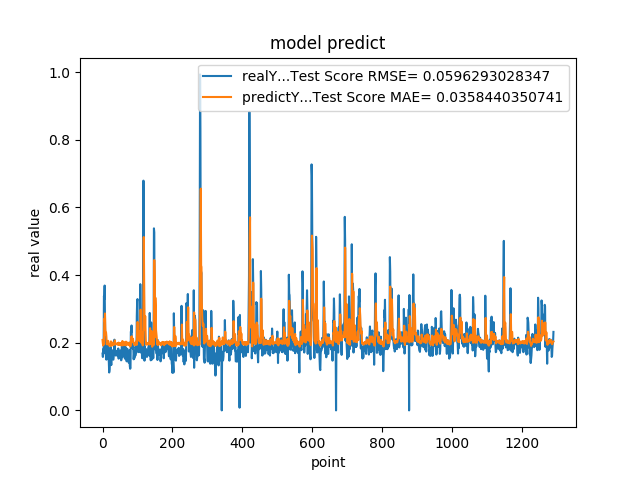 model predict
realY...Test Score RMSE= 0.0596293028347
predictY...Test Score MAE= 0.0358440350741
real value
1.0
0.8
0.6
0.4
0.2
0.0
0 200 400 600 800 1000 1200
point